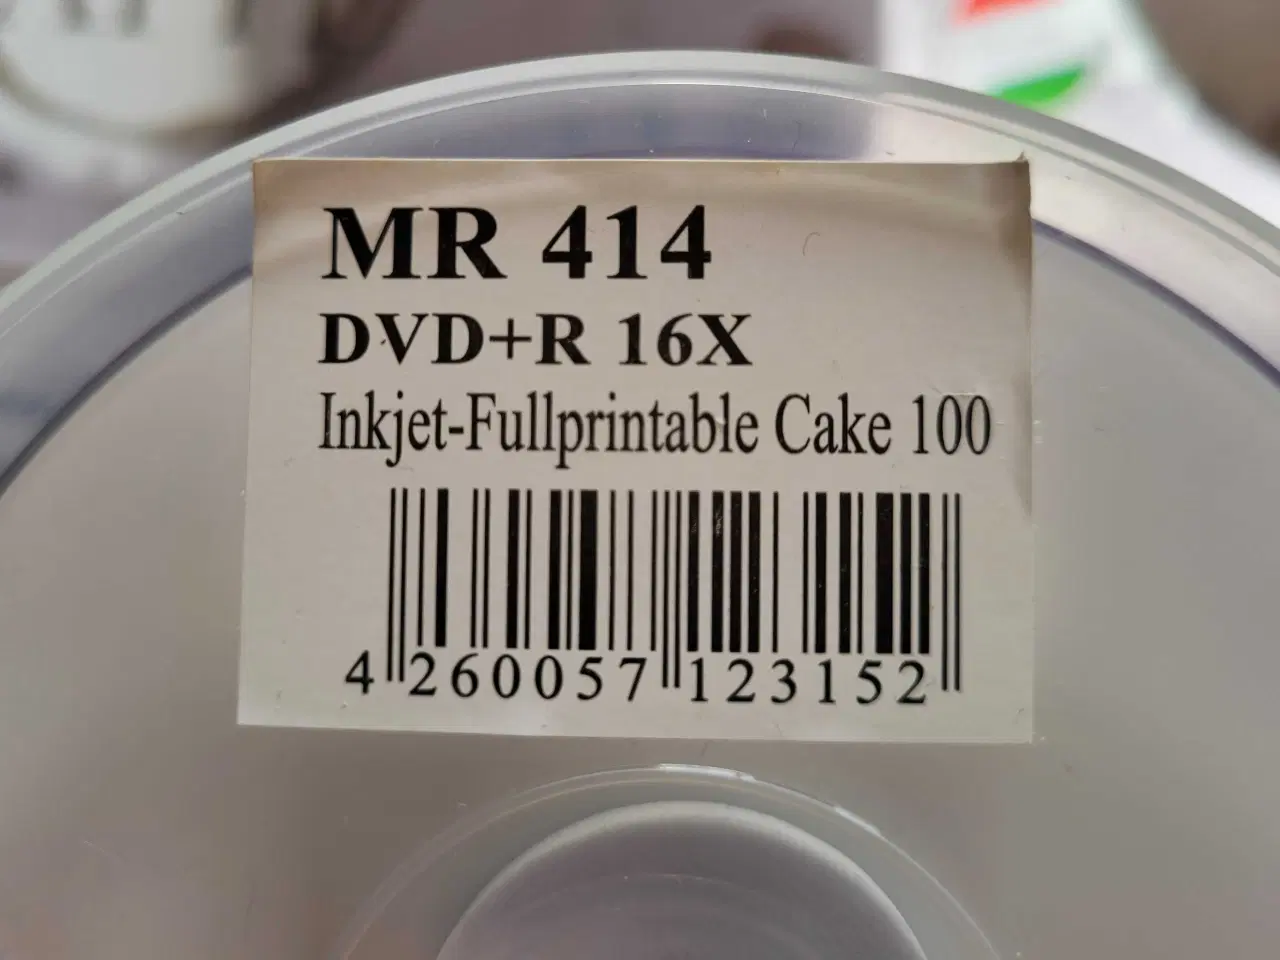 MR 414
DVD+R 16X
Inkjet-Fullprintable Cake 100
4 260057 123152